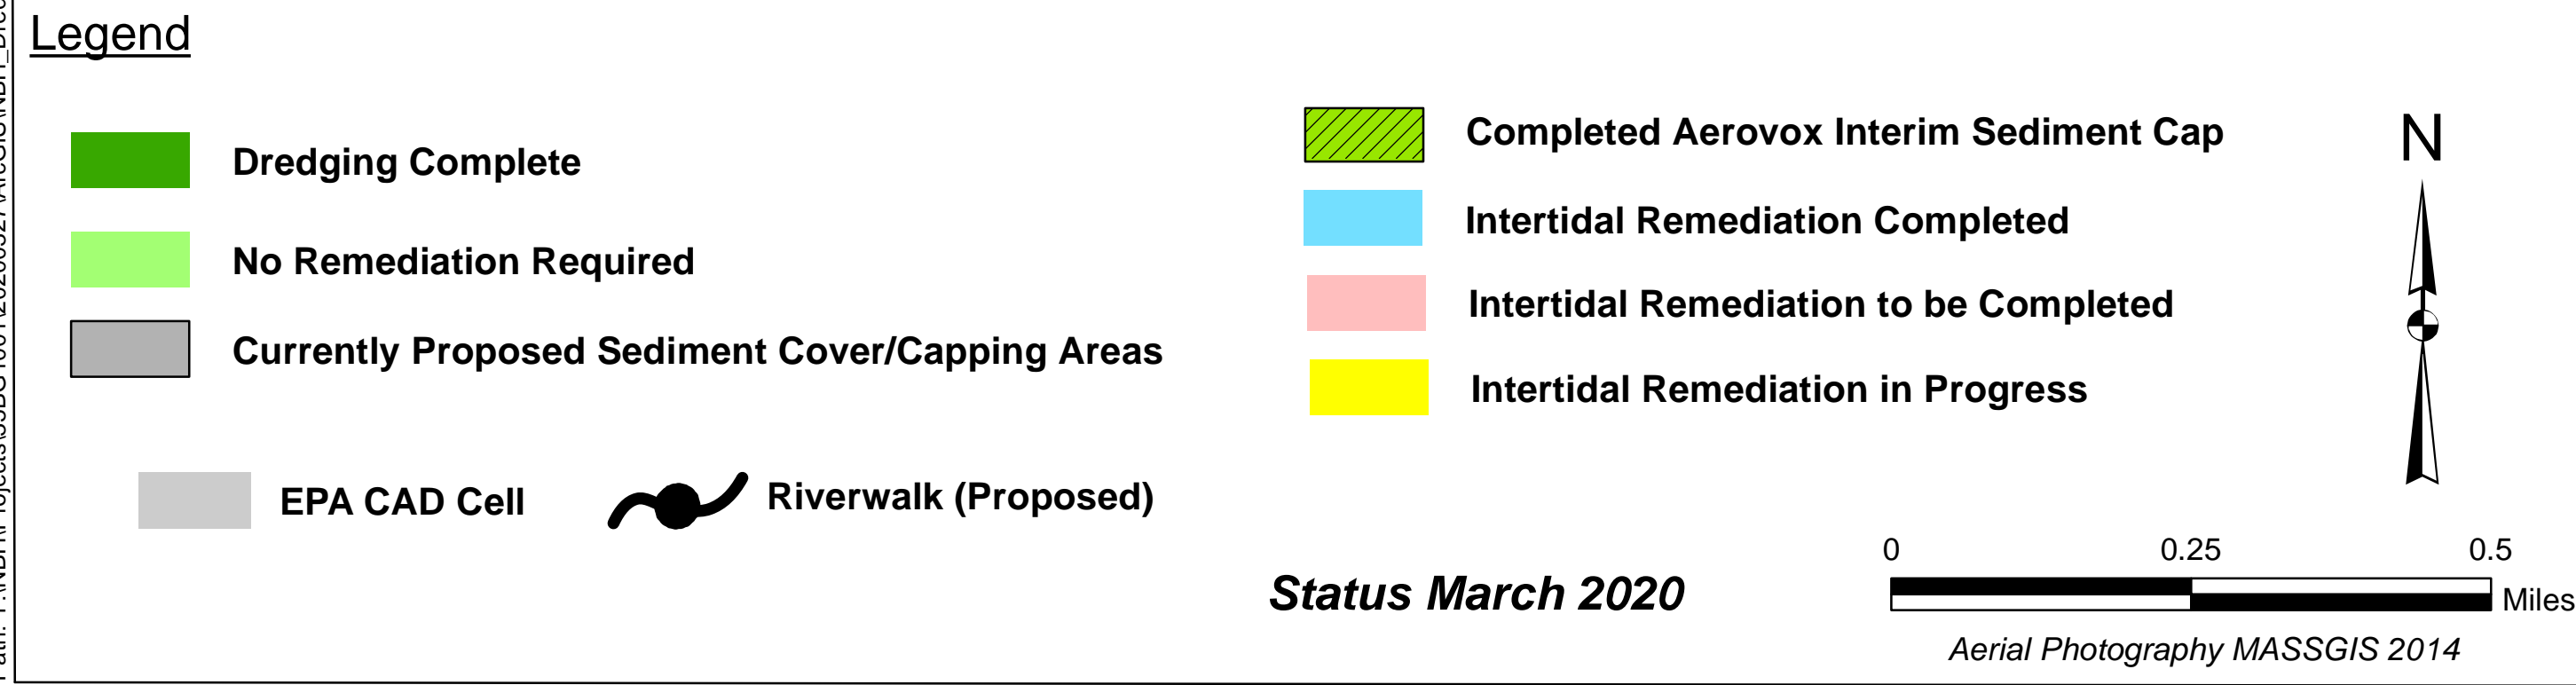 Legend
Dredging Complete
No Remediation Required
Currently Proposed Sediment Cover/Capping Areas
EPA CAD Cell
Riverwalk (Proposed)
Completed Aerovox Interim Sediment Cap
Intertidal Remediation Completed
Intertidal Remediation to be Completed
Intertidal Remediation in Progress
N
Status March 2020
0 0.25 0.5
Miles
Aerial Photography MASSGIS 2014